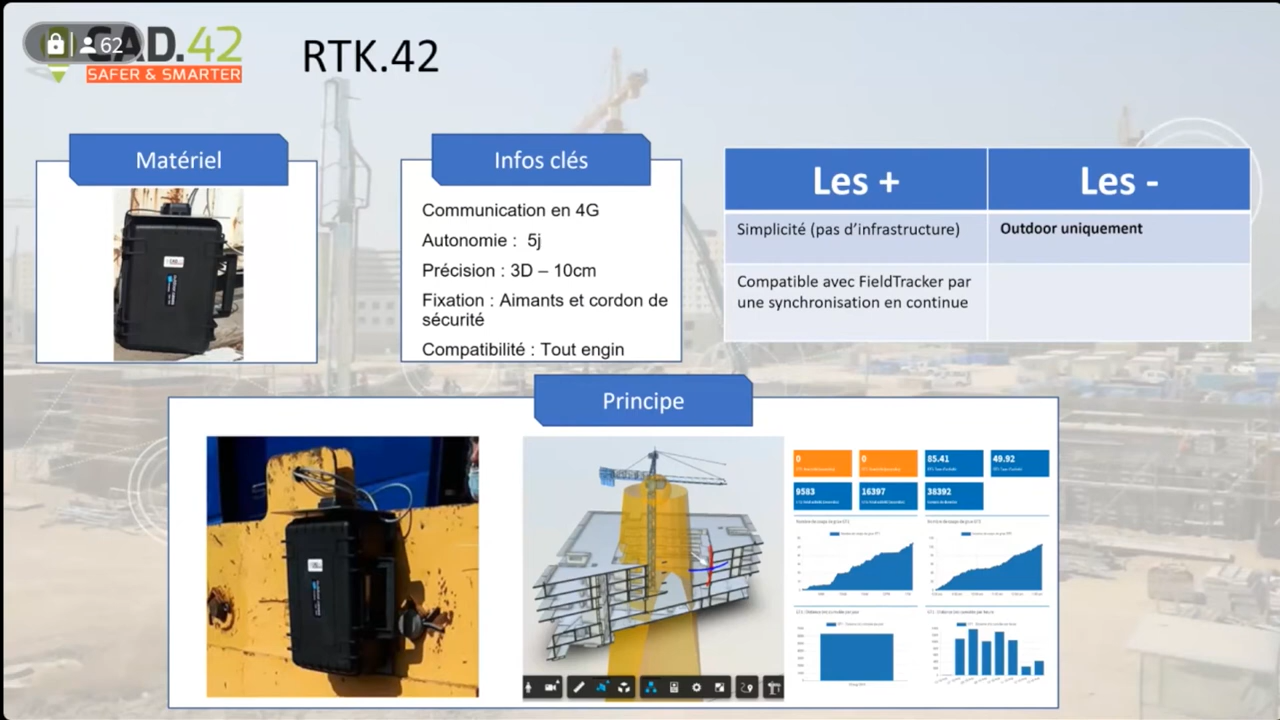 62
CAD.42
SAFER & SMARTER
RTK.42
Matériel
Infos clés
Communication en 4G
Autonomie : 5j
Précision : 3D – 10cm
Fixation : Aimants et cordon de
sécurité
Compatibilité : Tout engin
Les +
Les -
Simplicité (pas d’infrastructure)
Outdoor uniquement
Compatible avec FieldTracker par
une synchronisation en continue
Principe
0
0
85.41
49.92
9583
16397
38392